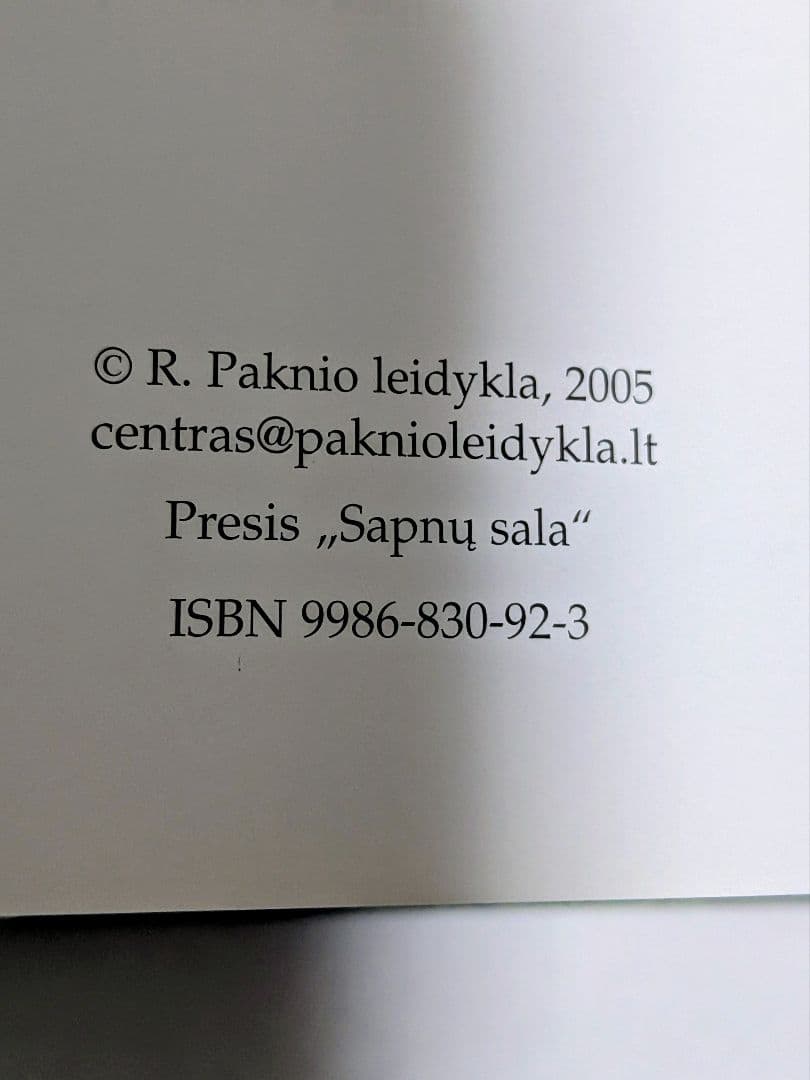 © R. Paknio leidykla, 2005
centras@paknioleidykla.lt
Presis „Sapnų sala“
ISBN 9986-830-92-3